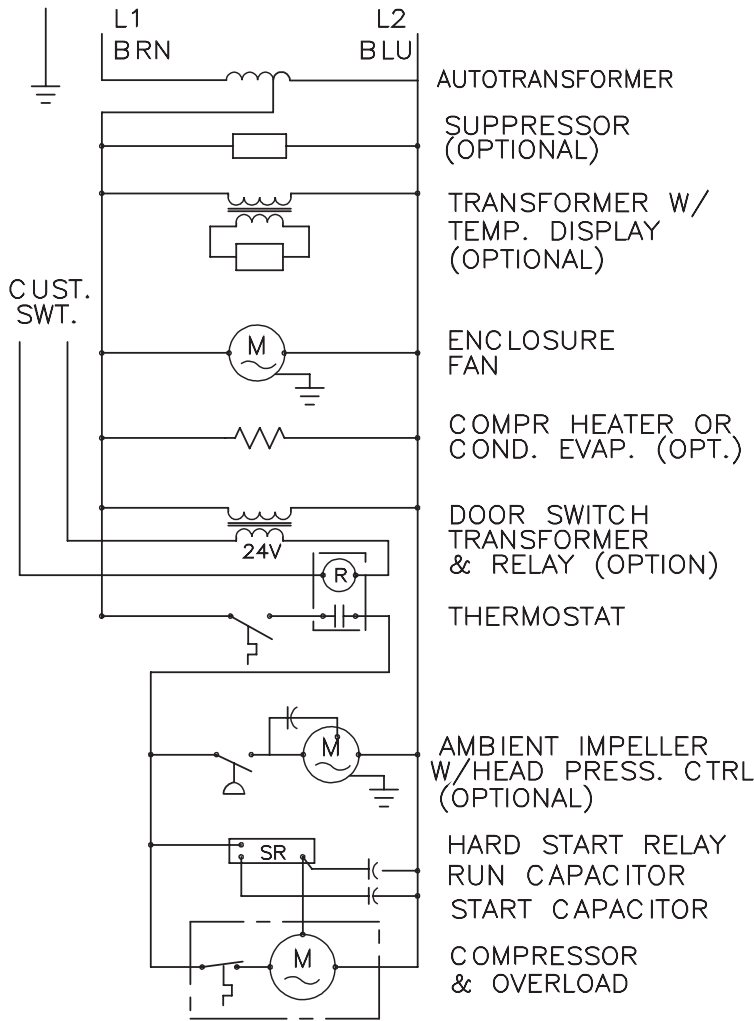 L1
L2
BRN
BLU
AUTOTRANSFORMER
SUPPRESSOR
(OPTIONAL)
TRANSFORMER W/
TEMP. DISPLAY
(OPTIONAL)
CUST.
SWT.
M
ENCLOSURE
FAN
COMPR HEATER OR
COND. EVAP. (OPT.)
DOOR SWITCH
TRANSFORMER
& RELAY (OPTION)
24V
R
THERMOSTAT
M
AMBIENT IMPELLER
W/HEAD PRESS. CTRL
(OPTIONAL)
SR
HARD START RELAY
RUN CAPACITOR
START CAPACITOR
M
COMPRESSOR
& OVERLOAD